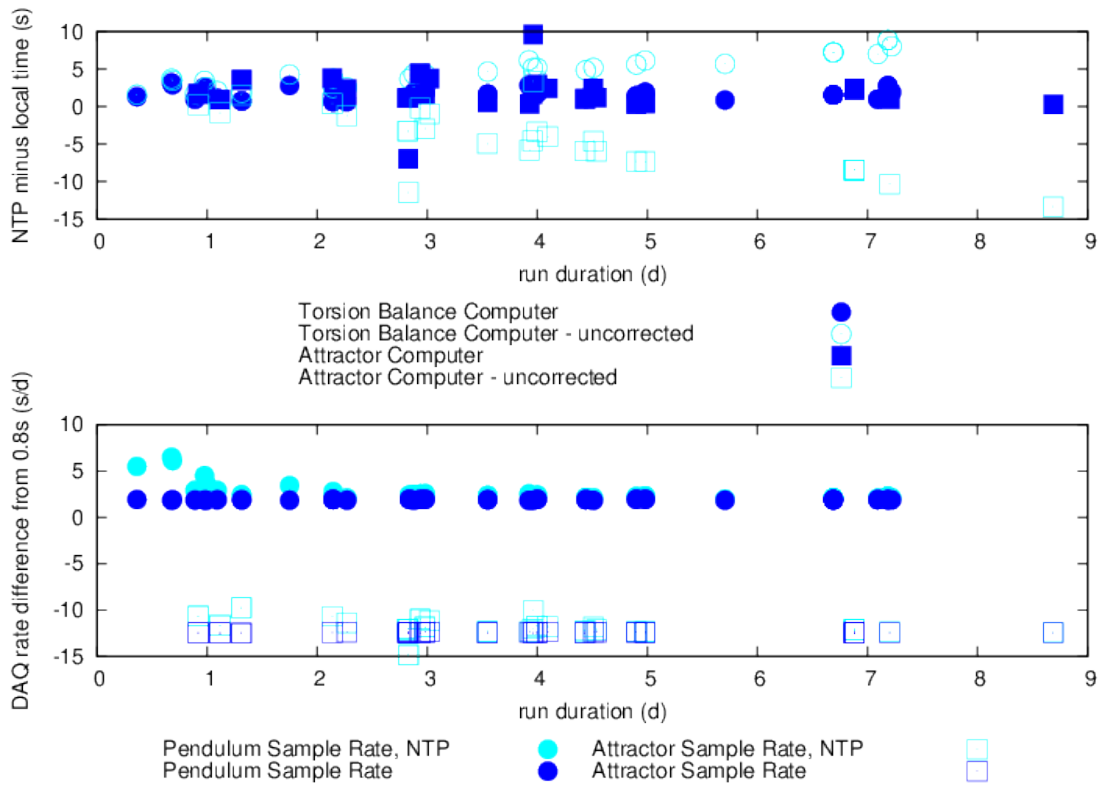 NTP minus local time (s)
10
5
0
-5
-10
-15
0 1 2 3 4 5 6 7 8 9
run duration (d)
Torsion Balance Computer
Torsion Balance Computer - uncorrected
Attractor Computer
Attractor Computer - uncorrected
DAQ rate difference from 0.8s (s/d)
10
5
0
-5
-10
-15
0 1 2 3 4 5 6 7 8 9
run duration (d)
Pendulum Sample Rate, NTP Attractor Sample Rate, NTP
Pendulum Sample Rate Attractor Sample Rate